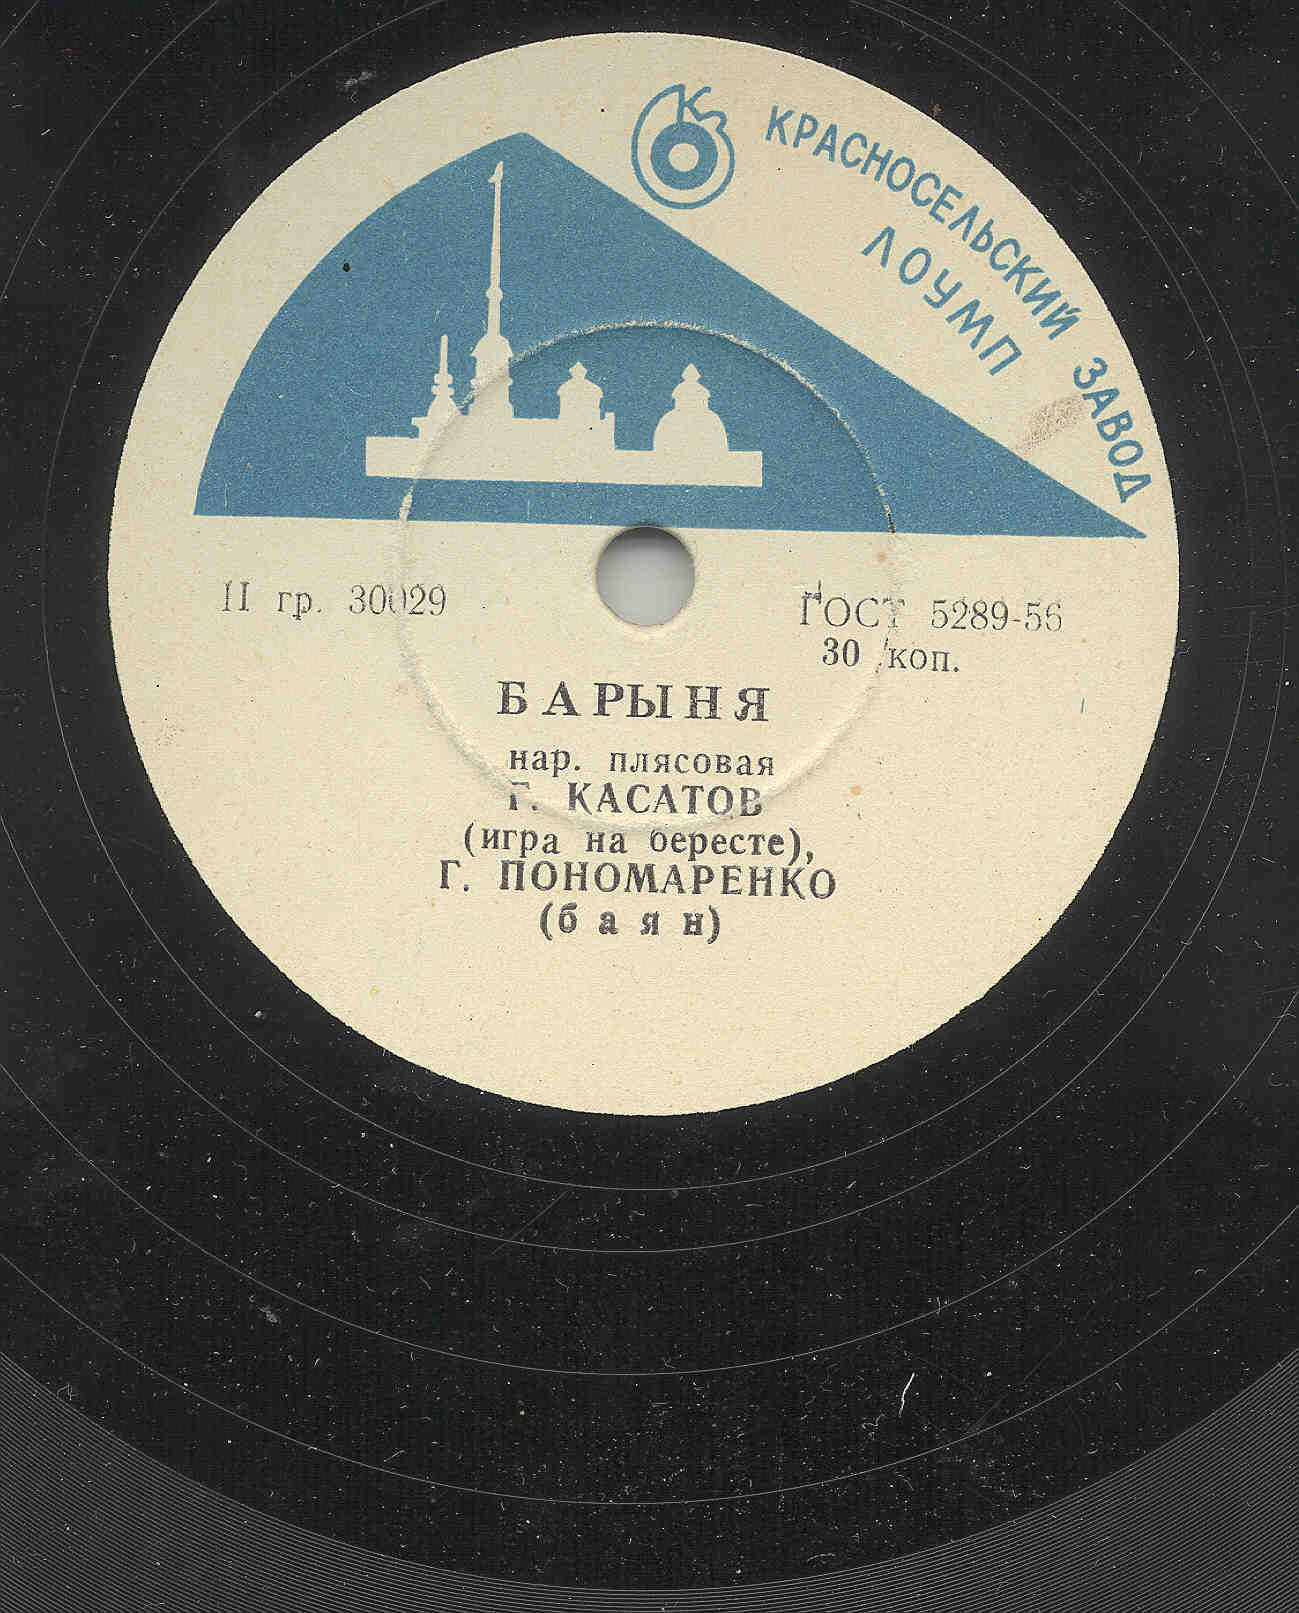 КРАСНОСЕЛЬСКИЙ ЗАВОД
ЛОУМП
II гр. 30029
ГОСТ 5289-56
30 коп.
БАРЫНЯ
нар. плясовая
Г. КАСАТОВ
(игра на бересте),
Г. ПОНОМАРЕНКО
(баян)